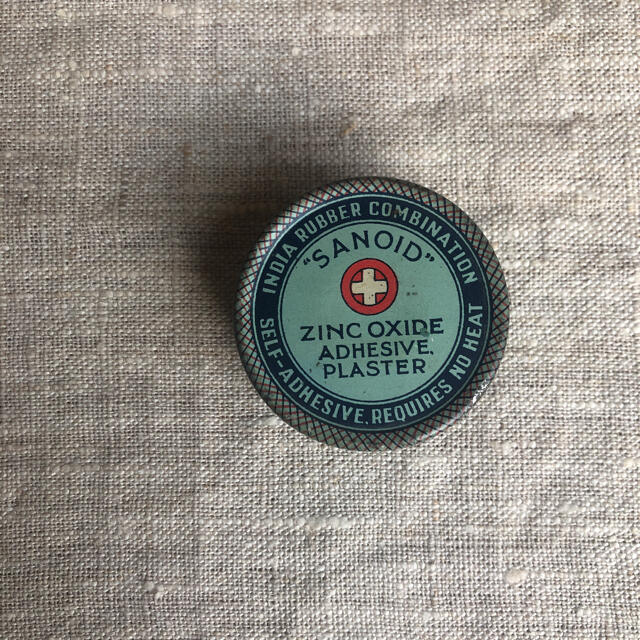 INDIA RUBBER COMBINATION
"SANOID"
ZINC OXIDE
ADHESIVE,
PLASTER
SELF-ADHESIVE, REQUIRES NO HEAT